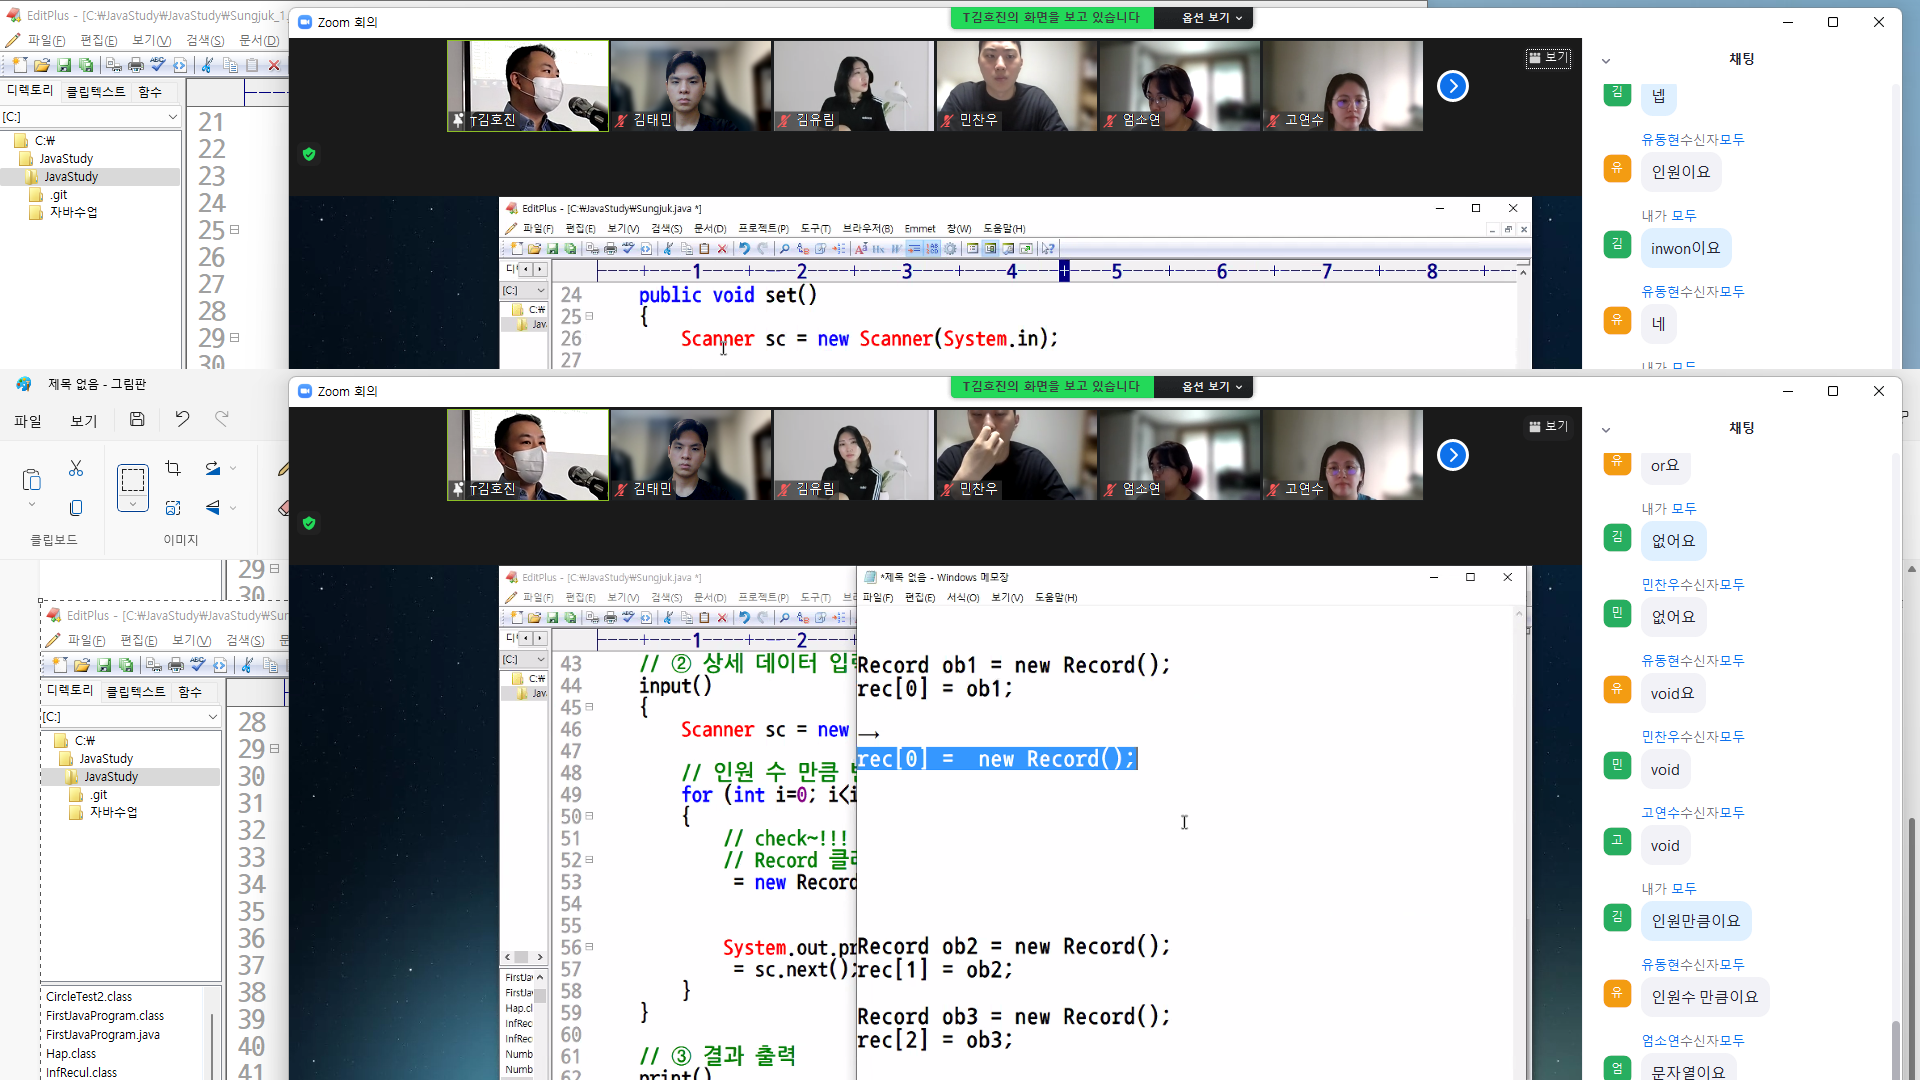 EditPlus - [C:₩JavaStudy₩JavaStudy₩Sungjuk_1.
파일(F) 편집(E) 보기(V) 검색(S) 문서(D)
디렉토리 클립텍스트 함수
[C:]
C:₩
JavaStudy
JavaStudy
.git
자바수업
21
22
23
24
25
26
27
28
29
30
Zoom 회의
T김호진의 화면을 보고 있습니다 옵션 보기
보기
T김호진 김태민 김유림 민찬우 엄소연 고연수
EditPlus - [C:₩JavaStudy₩Sungjuk.java *]
파일(F) 편집(E) 보기(V) 검색(S) 문서(D) 프로젝트(P) 도구(T) 브라우저(B) Emmet 창(W) 도움말(H)
[C:]
C:₩
Jav
1 2 3 4 5 6 7 8
24 public void set()
25 {
26 Scanner sc = new Scanner(System.in);
27
채팅
김 넵
유동현수신자모두
유 인원이요
내가 모두
김 inwon이요
유동현수신자모두
유 네
내가 모두
제목 없음 - 그림판
파일 보기
클립보드 이미지
29
30
EditPlus - [C:₩JavaStudy₩JavaStudy₩Sun
파일(F) 편집(E) 보기(V) 검색(S)
디렉토리 클립텍스트 함수
[C:]
C:₩
JavaStudy
JavaStudy
.git
자바수업
CircleTest2.class
FirstJavaProgram.class
FirstJavaProgram.java
Hap.class
InfRecul.class
28
29
30
31
32
33
34
35
36
37
38
39
40
41
Zoom 회의
T김호진의 화면을 보고 있습니다 옵션 보기
보기
T김호진 김태민 김유림 민찬우 엄소연 고연수
EditPlus - [C:₩JavaStudy₩Sungjuk.java *]
파일(F) 편집(E) 보기(V) 검색(S) 문서(D) 프로젝트(P) 도구(T)
[C:]
C:₩
Jav
FirstJa
FirstJav
Hap.cl
InfRec
InfRec
Numb
Numb
1 2
43 // ② 상세 데이터 입력
44 input()
45 {
46 Scanner sc = new
47
48 // 인원 수 만큼
49 for (int i=0; i<i
50 {
51 // check~!!!
52 // Record 클
53 = new Record
54
55
56 System.out.pr
57 = sc.next();
58 }
59 }
60
61 // ③ 결과 출력
62 print()
*제목 없음 - Windows 메모장
파일(F) 편집(E) 서식(O) 보기(V) 도움말(H)
Record ob1 = new Record();
rec[0] = ob1;
→
rec[0] = new Record();
Record ob2 = new Record();
rec[1] = ob2;
Record ob3 = new Record();
rec[2] = ob3;
채팅
유 or요
내가 모두
김 없어요
민찬우수신자모두
민 없어요
유동현수신자모두
유 void요
민찬우수신자모두
민 void
고연수수신자모두
고 void
내가 모두
김 인원만큼이요
유동현수신자모두
유 인원수 만큼이요
엄소연수신자모두
엄 문자열이요